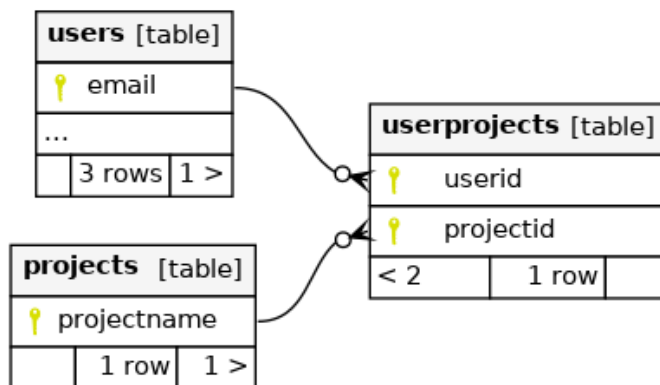 users [table]
email
...
3 rows 1 >
userprojects [table]
userid
projectid
< 2 1 row
projects [table]
projectname
1 row 1 >